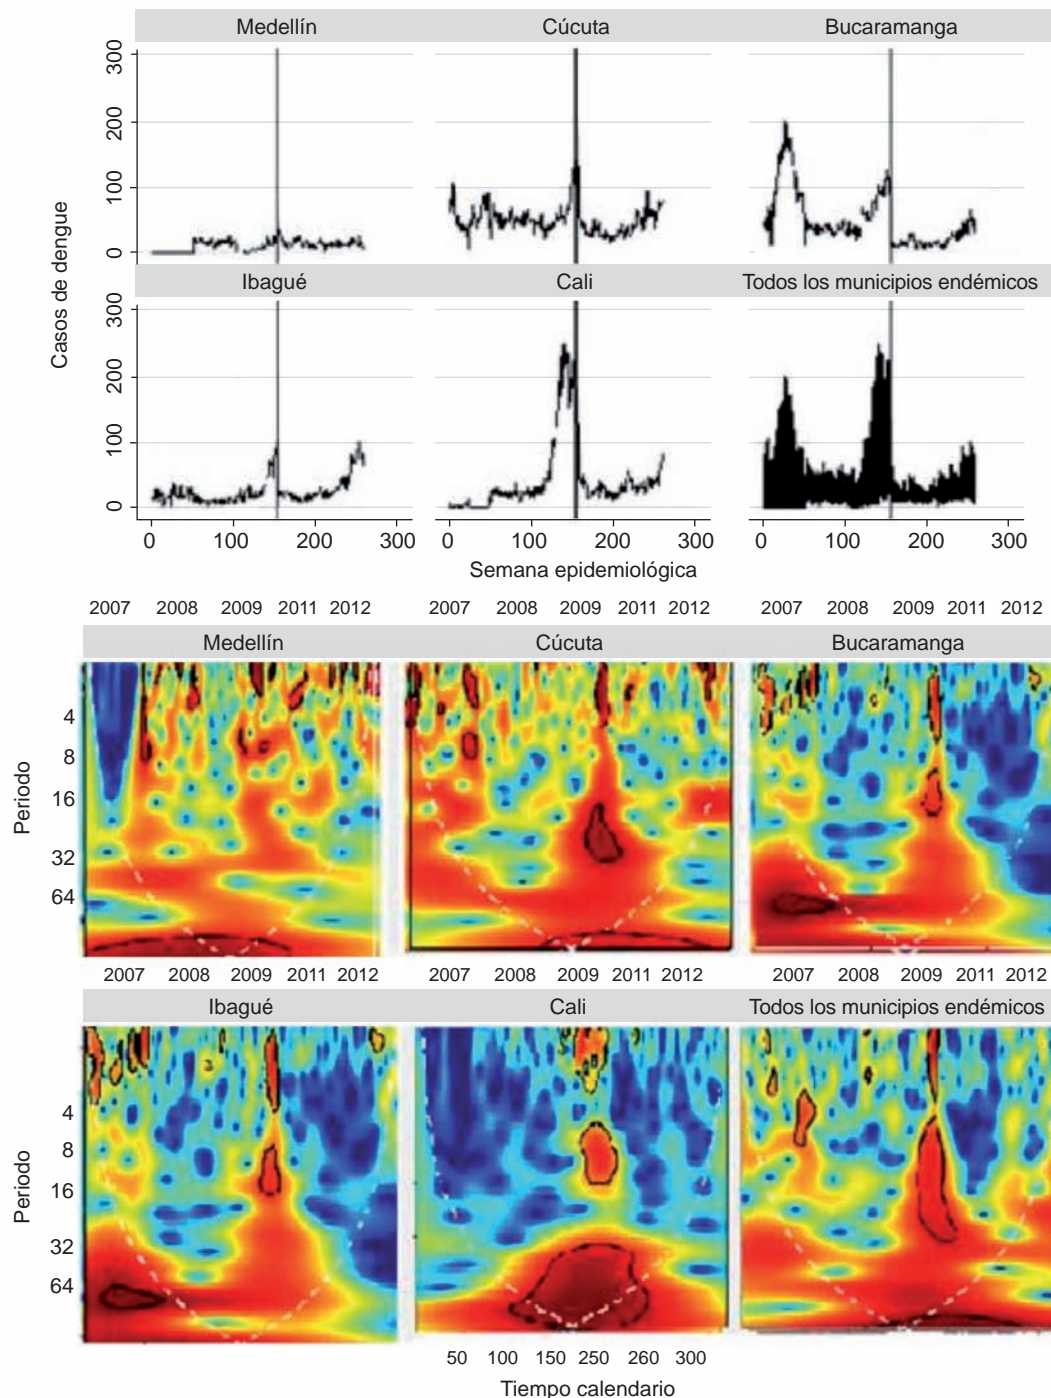 Medellín Cúcuta Bucaramanga
300
200
100
0
Casos de dengue
Ibagué Cali Todos los municipios endémicos
300
200
100
0
0 100 200 300 0 100 200 300 0 100 200 300
Semana epidemiológica
2007 2008 2009 2011 2012 2007 2008 2009 2011 2012 2007 2008 2009 2011 2012
Medellín Cúcuta Bucaramanga
4
8
16
32
64
Periodo
2007 2008 2009 2011 2012 2007 2008 2009 2011 2012 2007 2008 2009 2011 2012
Ibagué Cali Todos los municipios endémicos
4
8
16
32
64
Periodo
50 100 150 250 260 300
Tiempo calendario